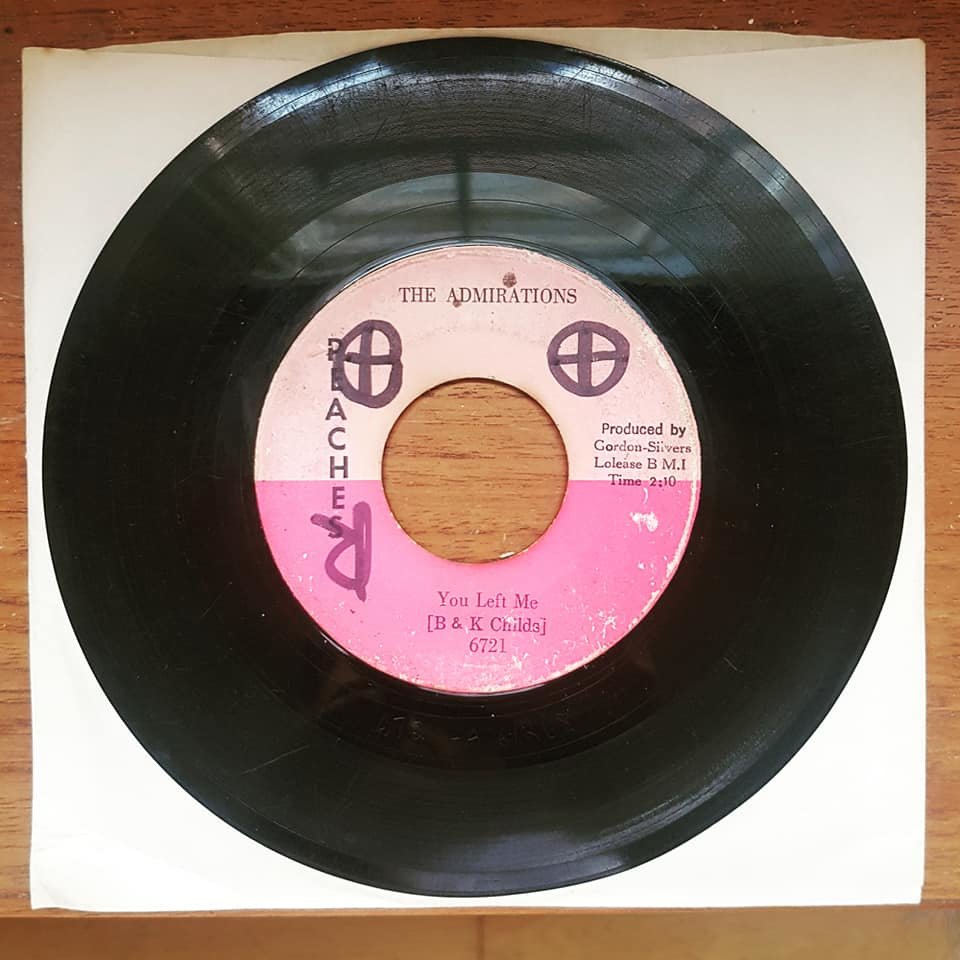 THE ADMIRATIONS
PEACHES
R
Produced by
Gordon-Silvers
Lolease B M.I
Time 2:10
You Left Me
[B & K Childs]
6721